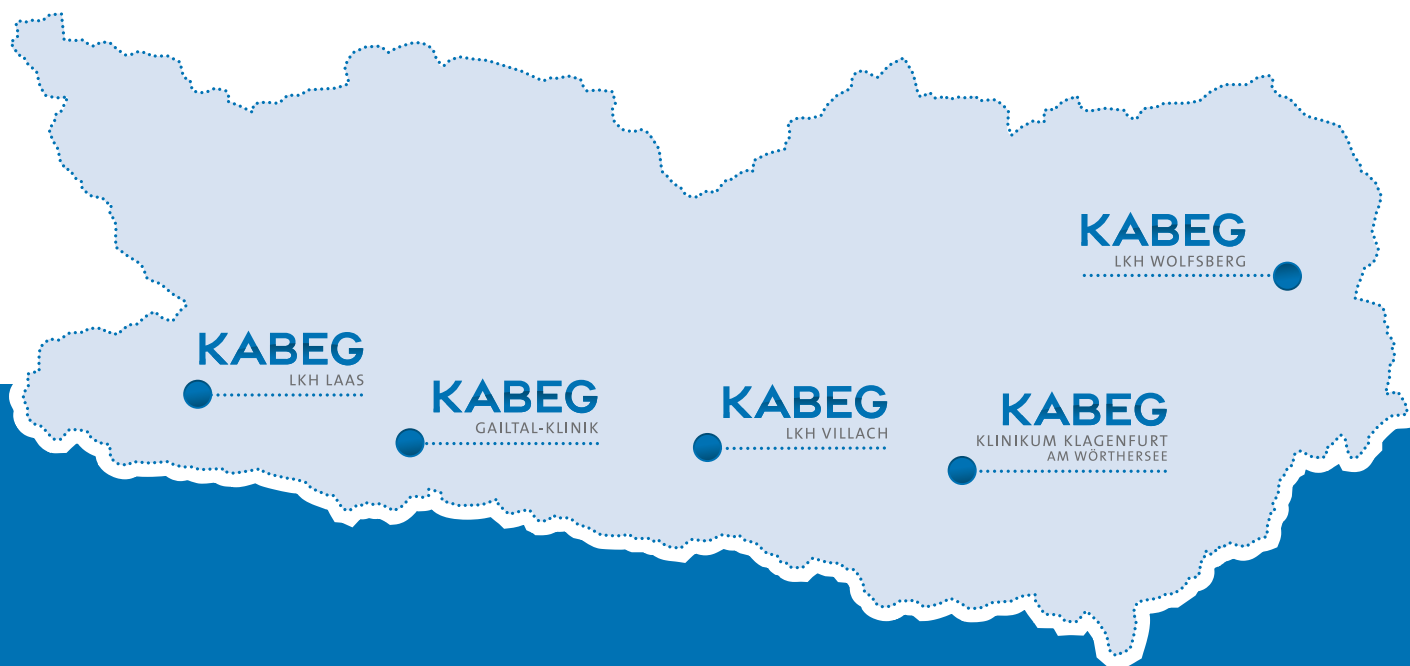 KABEG
LKH WOLFSBERG
KABEG
LKH LAAS
KABEG
GAILTAL-KLINIK
KABEG
LKH VILLACH
KABEG
KLINIKUM KLAGENFURT
AM WÖRTHERSEE